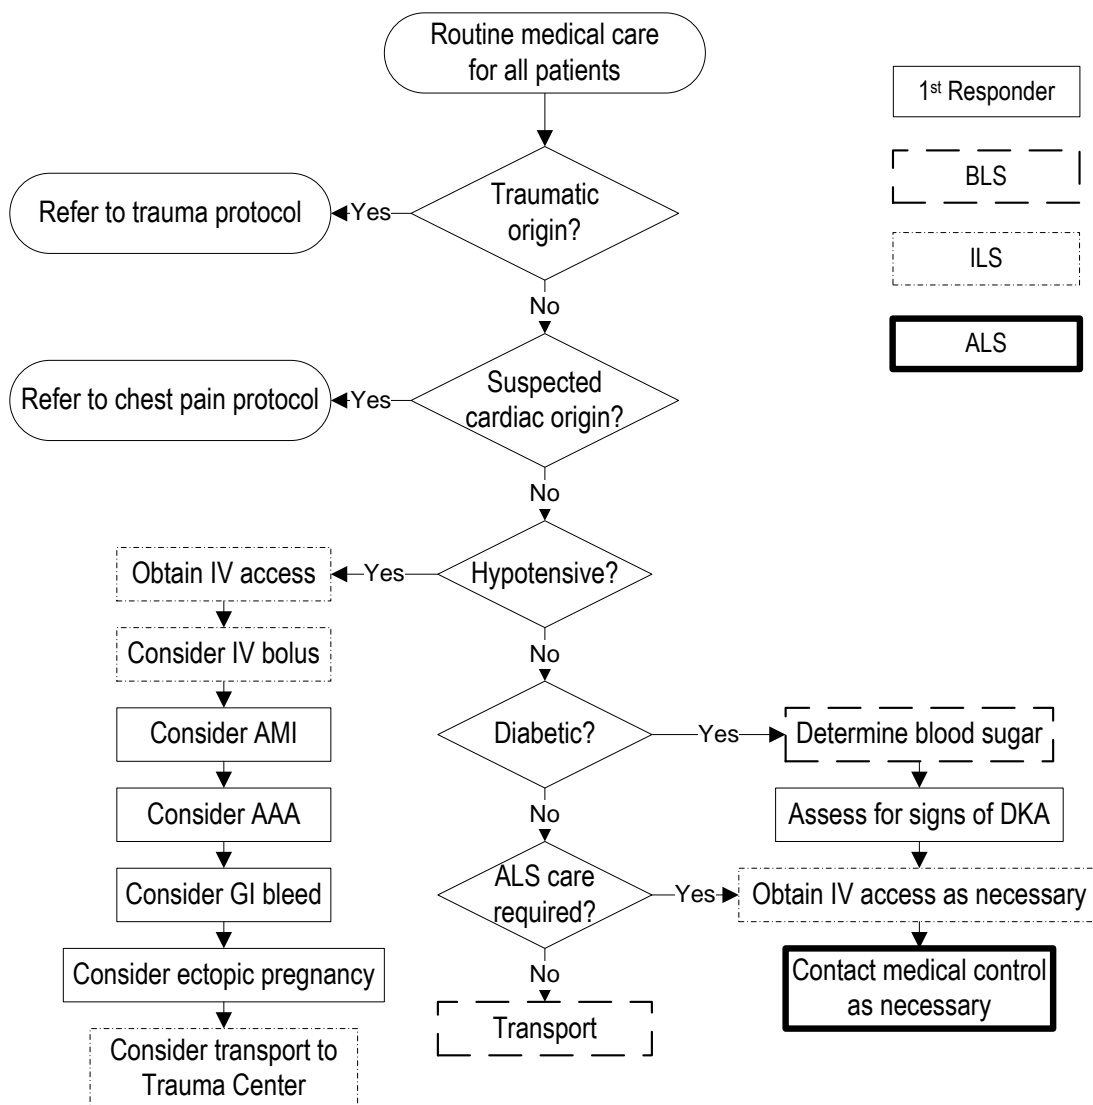 Routine medical care
for all patients
1st Responder
BLS
ILS
ALS
Traumatic
origin?
Yes
Refer to trauma protocol
No
Suspected
cardiac origin?
Yes
Refer to chest pain protocol
No
Hypotensive?
Yes
Obtain IV access
Consider IV bolus
Consider AMI
Consider AAA
Consider GI bleed
Consider ectopic pregnancy
Consider transport to
Trauma Center
No
Diabetic?
Yes
Determine blood sugar
Assess for signs of DKA
No
ALS care
required?
Yes
Obtain IV access as necessary
Contact medical control
as necessary
No
Transport